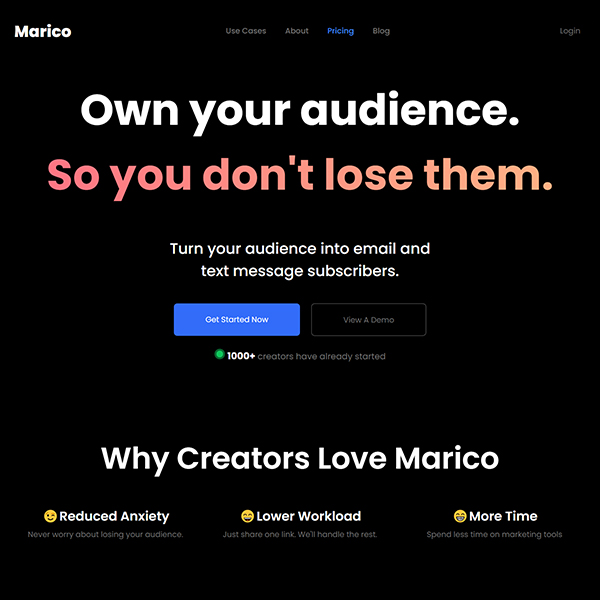 Marico
Use Cases
About
Pricing
Blog
Login
Own your audience.
So you don't lose them.
Turn your audience into email and
text message subscribers.
Get Started Now
View A Demo
1000+ creators have already started
Why Creators Love Marico
Reduced Anxiety
Never worry about losing your audience.
Lower Workload
Just share one link. We'll handle the rest.
More Time
Spend less time on marketing tools